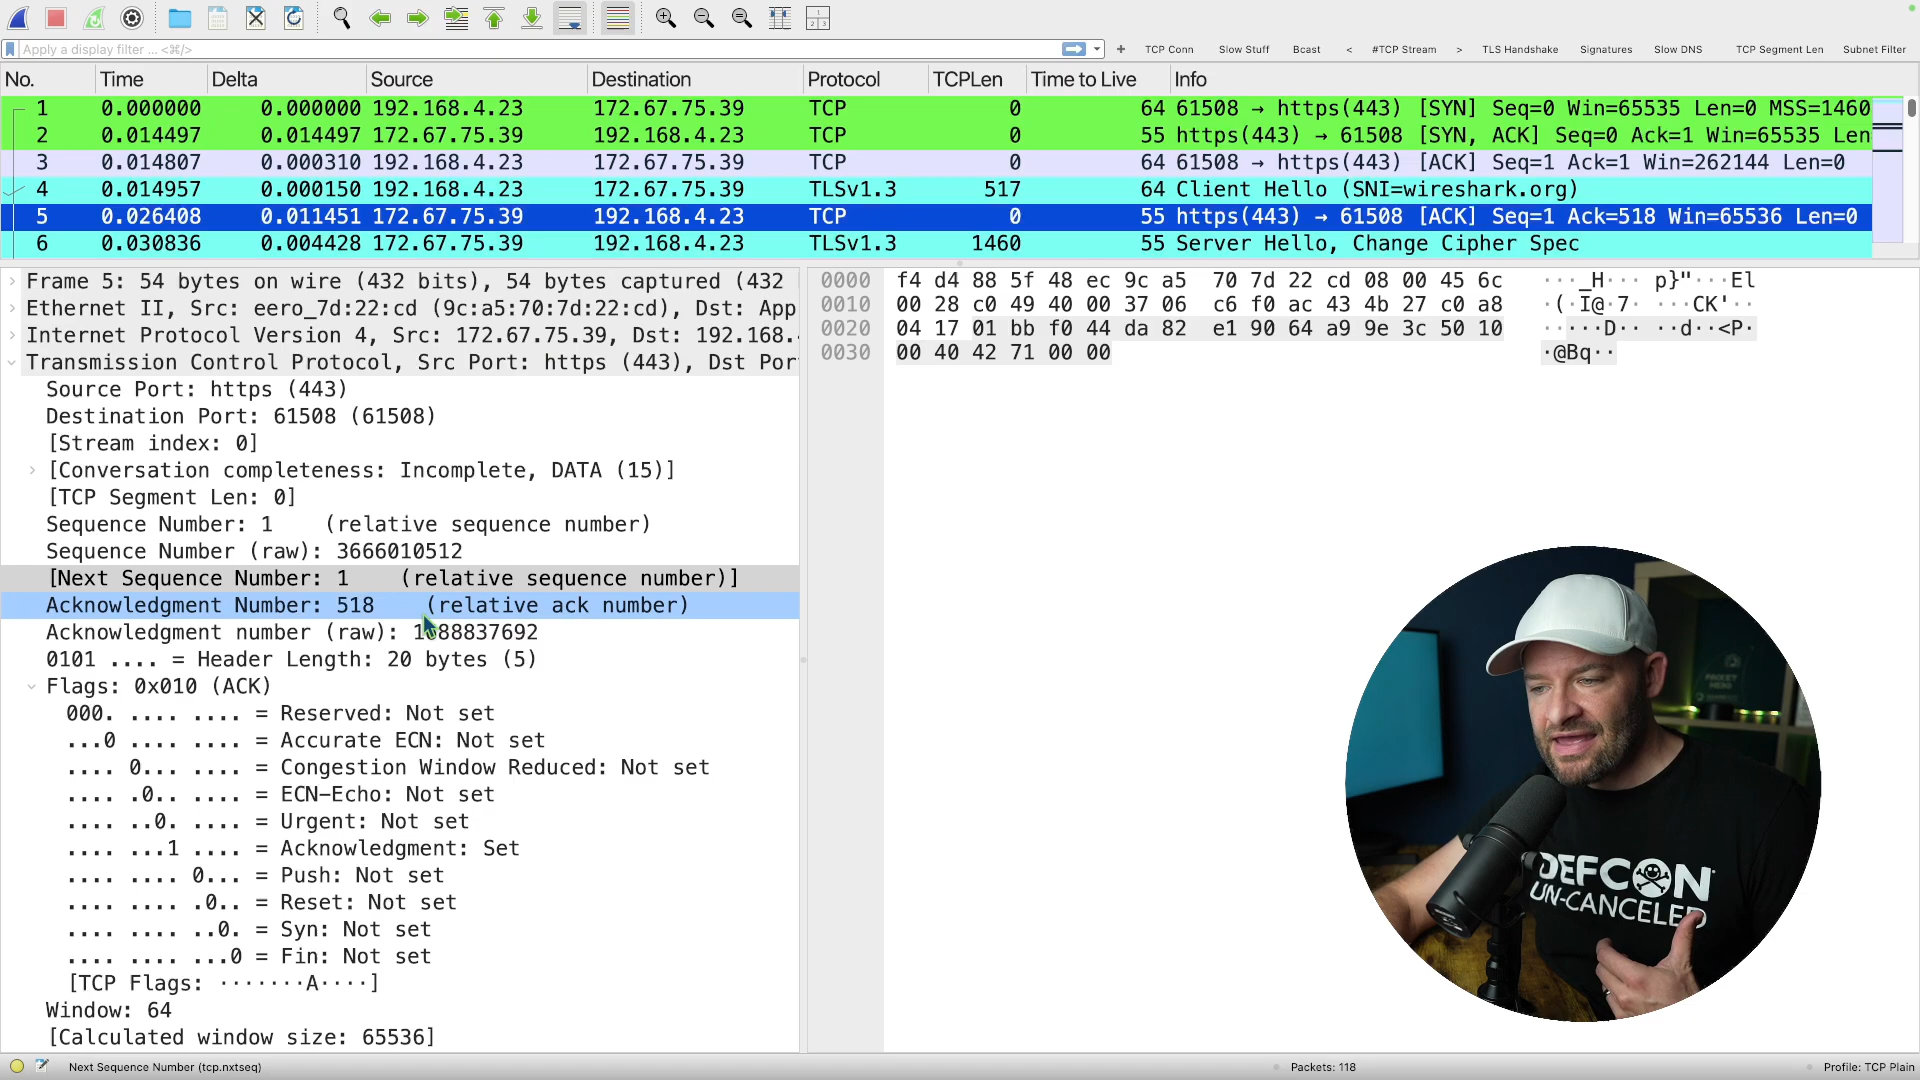 Apply a display filter ... <⌘/>
+ TCP Conn Slow Stuff Bcast < #TCP Stream > TLS Handshake Signatures Slow DNS TCP Segment Len Subnet Filter
No. Time Delta Source Destination Protocol TCPLen Time to Live Info
1 0.000000 0.000000 192.168.4.23 172.67.75.39 TCP 0 64 61508 → https(443) [SYN] Seq=0 Win=65535 Len=0 MSS=1460
2 0.014497 0.014497 172.67.75.39 192.168.4.23 TCP 0 55 https(443) → 61508 [SYN, ACK] Seq=0 Ack=1 Win=65535 Len
3 0.014807 0.000310 192.168.4.23 172.67.75.39 TCP 0 64 61508 → https(443) [ACK] Seq=1 Ack=1 Win=262144 Len=0
4 0.014957 0.000150 192.168.4.23 172.67.75.39 TLSv1.3 517 64 Client Hello (SNI=wireshark.org)
5 0.026408 0.011451 172.67.75.39 192.168.4.23 TCP 0 55 https(443) → 61508 [ACK] Seq=1 Ack=518 Win=65536 Len=0
6 0.030836 0.004428 172.67.75.39 192.168.4.23 TLSv1.3 1460 55 Server Hello, Change Cipher Spec
Frame 5: 54 bytes on wire (432 bits), 54 bytes captured (432
Ethernet II, Src: eero_7d:22:cd (9c:a5:70:7d:22:cd), Dst: App
Internet Protocol Version 4, Src: 172.67.75.39, Dst: 192.168.
Transmission Control Protocol, Src Port: https (443), Dst Por
Source Port: https (443)
Destination Port: 61508 (61508)
[Stream index: 0]
[Conversation completeness: Incomplete, DATA (15)]
[TCP Segment Len: 0]
Sequence Number: 1 (relative sequence number)
Sequence Number (raw): 3666010512
[Next Sequence Number: 1 (relative sequence number)]
Acknowledgment Number: 518 (relative ack number)
Acknowledgment number (raw): 1688837692
0101 .... = Header Length: 20 bytes (5)
Flags: 0x010 (ACK)
000. .... .... = Reserved: Not set
...0 .... .... = Accurate ECN: Not set
.... 0... .... = Congestion Window Reduced: Not set
.... .0.. .... = ECN-Echo: Not set
.... ..0. .... = Urgent: Not set
.... ...1 .... = Acknowledgment: Set
.... .... 0... = Push: Not set
.... .... .0.. = Reset: Not set
.... .... ..0. = Syn: Not set
.... .... ...0 = Fin: Not set
[TCP Flags: ·······A····]
Window: 64
[Calculated window size: 65536]
0000 f4 d4 88 5f 48 ec 9c a5 70 7d 22 cd 08 00 45 6c ···_H··· p}"···El
0010 00 28 c0 49 40 00 37 06 c6 f0 ac 43 4b 27 c0 a8 ·(·I@·7· ···CK'··
0020 04 17 01 bb f0 44 da 82 e1 90 64 a9 9e 3c 50 10 ·····D·· ··d··<P·
0030 00 40 42 71 00 00 ·@Bq··
DEFCON
UN-CANCELED
Next Sequence Number (tcp.nxtseq) Packets: 118 Profile: TCP Plain